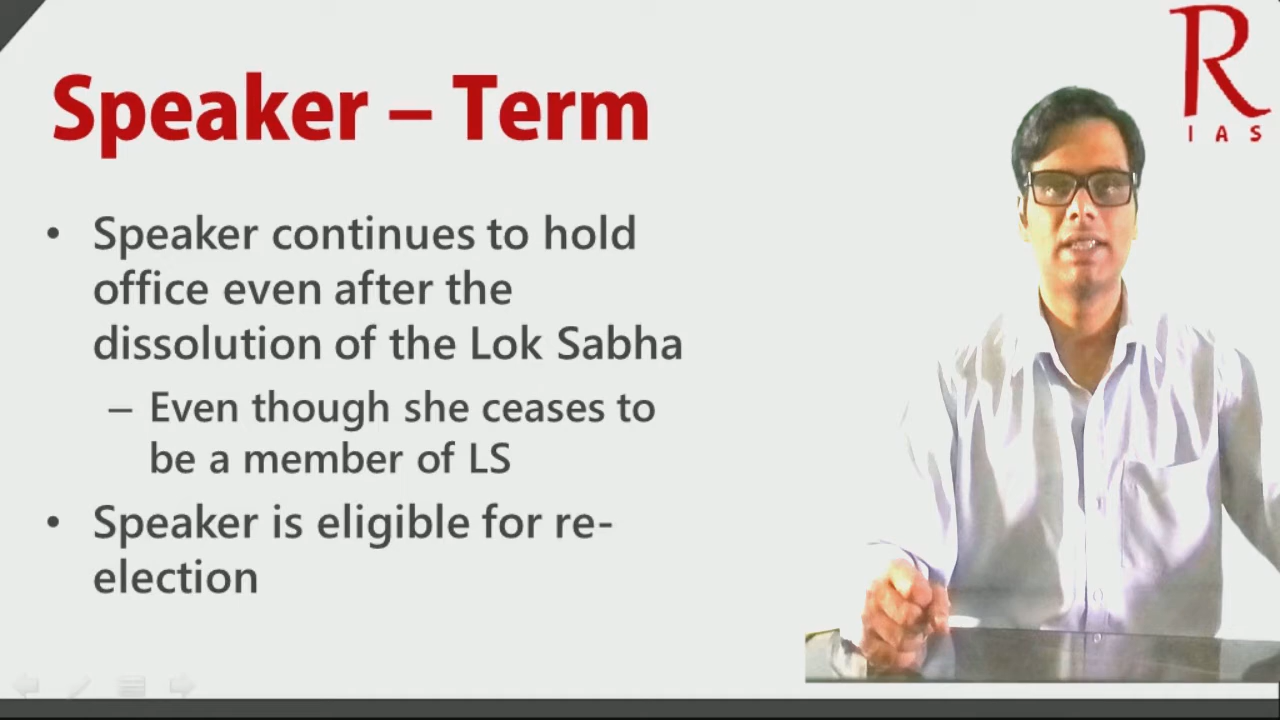 R
IAS
Speaker – Term
• Speaker continues to hold
office even after the
dissolution of the Lok Sabha
– Even though she ceases to
be a member of LS
• Speaker is eligible for re-
election